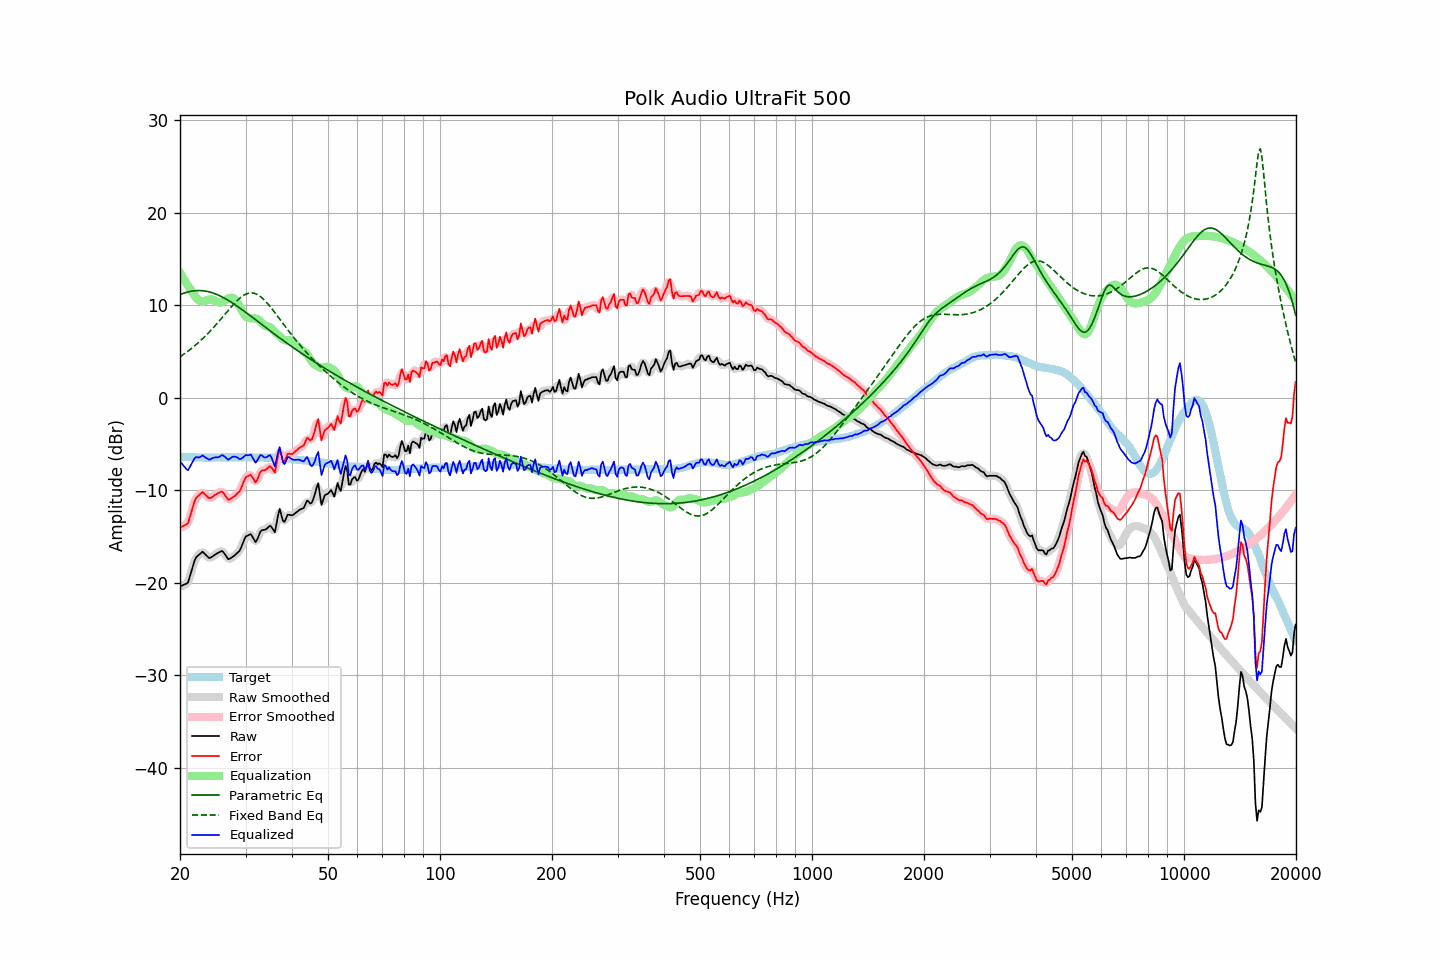 Polk Audio UltraFit 500
30
20
10
0
−10
−20
−30
−40
Amplitude (dBr)
Target
Raw Smoothed
Error Smoothed
Raw
Error
Equalization
Parametric Eq
Fixed Band Eq
Equalized
20 50 100 200 500 1000 2000 5000 10000 20000
Frequency (Hz)